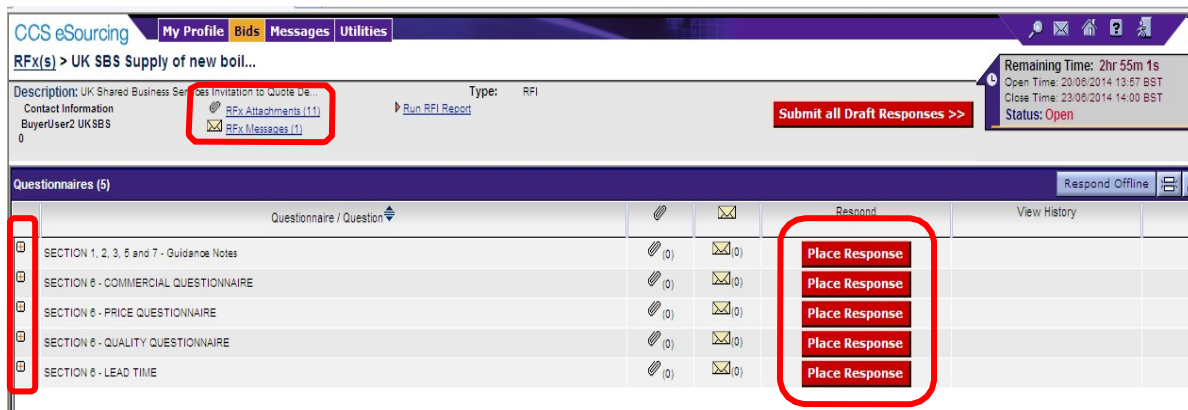 CCS eSourcing My Profile Bids Messages Utilities
RFx(s) > UK SBS Supply of new boil...
Remaining Time: 2hr 55m 1s
Open Time: 20/06/2014 13:57 BST
Close Time: 23/06/2014 14:00 BST
Status: Open
Description: UK Shared Business Services Invitation to Quote De... Type: RFI
Contact Information RFx Attachments (11) Run RFI Report
BuyerUser2 UKSBS RFx Messages (1)
0
Submit all Draft Responses >>
Questionnaires (5) Respond Offline
Questionnaire / Question Respond View History
SECTION 1, 2, 3, 5 and 7 - Guidance Notes (0) (0) Place Response
SECTION 6 - COMMERCIAL QUESTIONNAIRE (0) (0) Place Response
SECTION 6 - PRICE QUESTIONNAIRE (0) (0) Place Response
SECTION 6 - QUALITY QUESTIONNAIRE (0) (0) Place Response
SECTION 6 - LEAD TIME (0) (0) Place Response